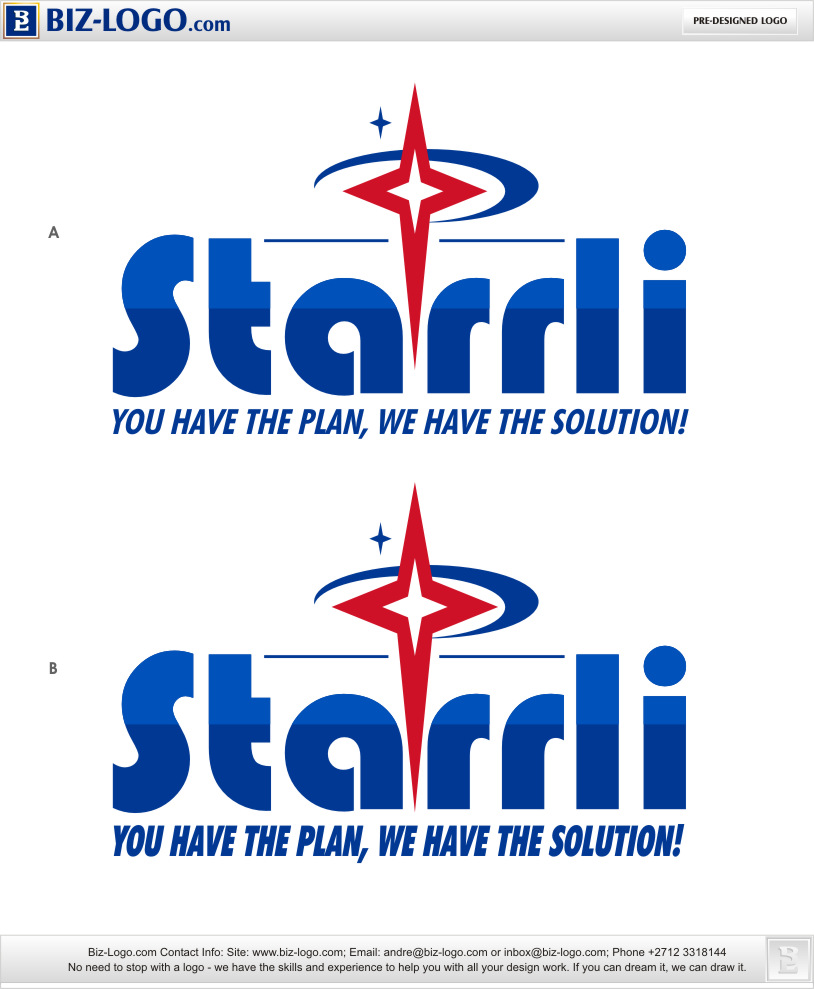 BIZ-LOGO.com
PRE-DESIGNED LOGO
A
Starrli
YOU HAVE THE PLAN, WE HAVE THE SOLUTION!
B
Starrli
YOU HAVE THE PLAN, WE HAVE THE SOLUTION!
Biz-Logo.com Contact Info: Site: www.biz-logo.com; Email: andre@biz-logo.com or inbox@biz-logo.com; Phone +2712 3318144
No need to stop with a logo - we have the skills and experience to help you with all your design work. If you can dream it, we can draw it.